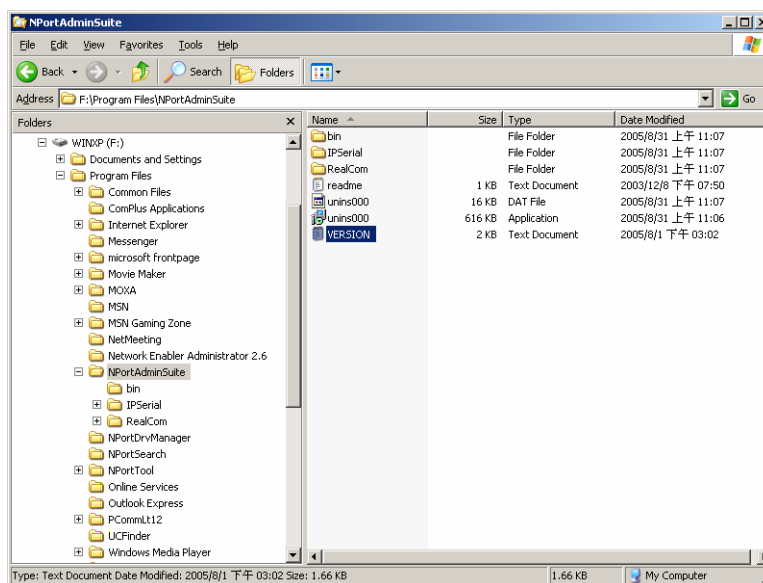 NPortAdminSuite
File Edit View Favorites Tools Help
Back Search Folders
Address F:\Program Files\NPortAdminSuite Go
Folders
WINXP (F:)
Documents and Settings
Program Files
Common Files
ComPlus Applications
Internet Explorer
Messenger
microsoft frontpage
Movie Maker
MOXA
MSN
MSN Gaming Zone
NetMeeting
Network Enabler Administrator 2.6
NPortAdminSuite
bin
IPSerial
RealCom
NPortDrvManager
NPortSearch
NPortTool
Online Services
Outlook Express
PCommLt12
UCFinder
Windows Media Player
Name Size Type Date Modified
bin File Folder 2005/8/31 上午 11:07
IPSerial File Folder 2005/8/31 上午 11:07
RealCom File Folder 2005/8/31 上午 11:07
readme 1 KB Text Document 2003/12/8 下午 07:50
unins000 16 KB DAT File 2005/8/31 上午 11:07
unins000 616 KB Application 2005/8/31 上午 11:06
VERSION 2 KB Text Document 2005/8/1 下午 03:02
Type: Text Document Date Modified: 2005/8/1 下午 03:02 Size: 1.66 KB 1.66 KB My Computer